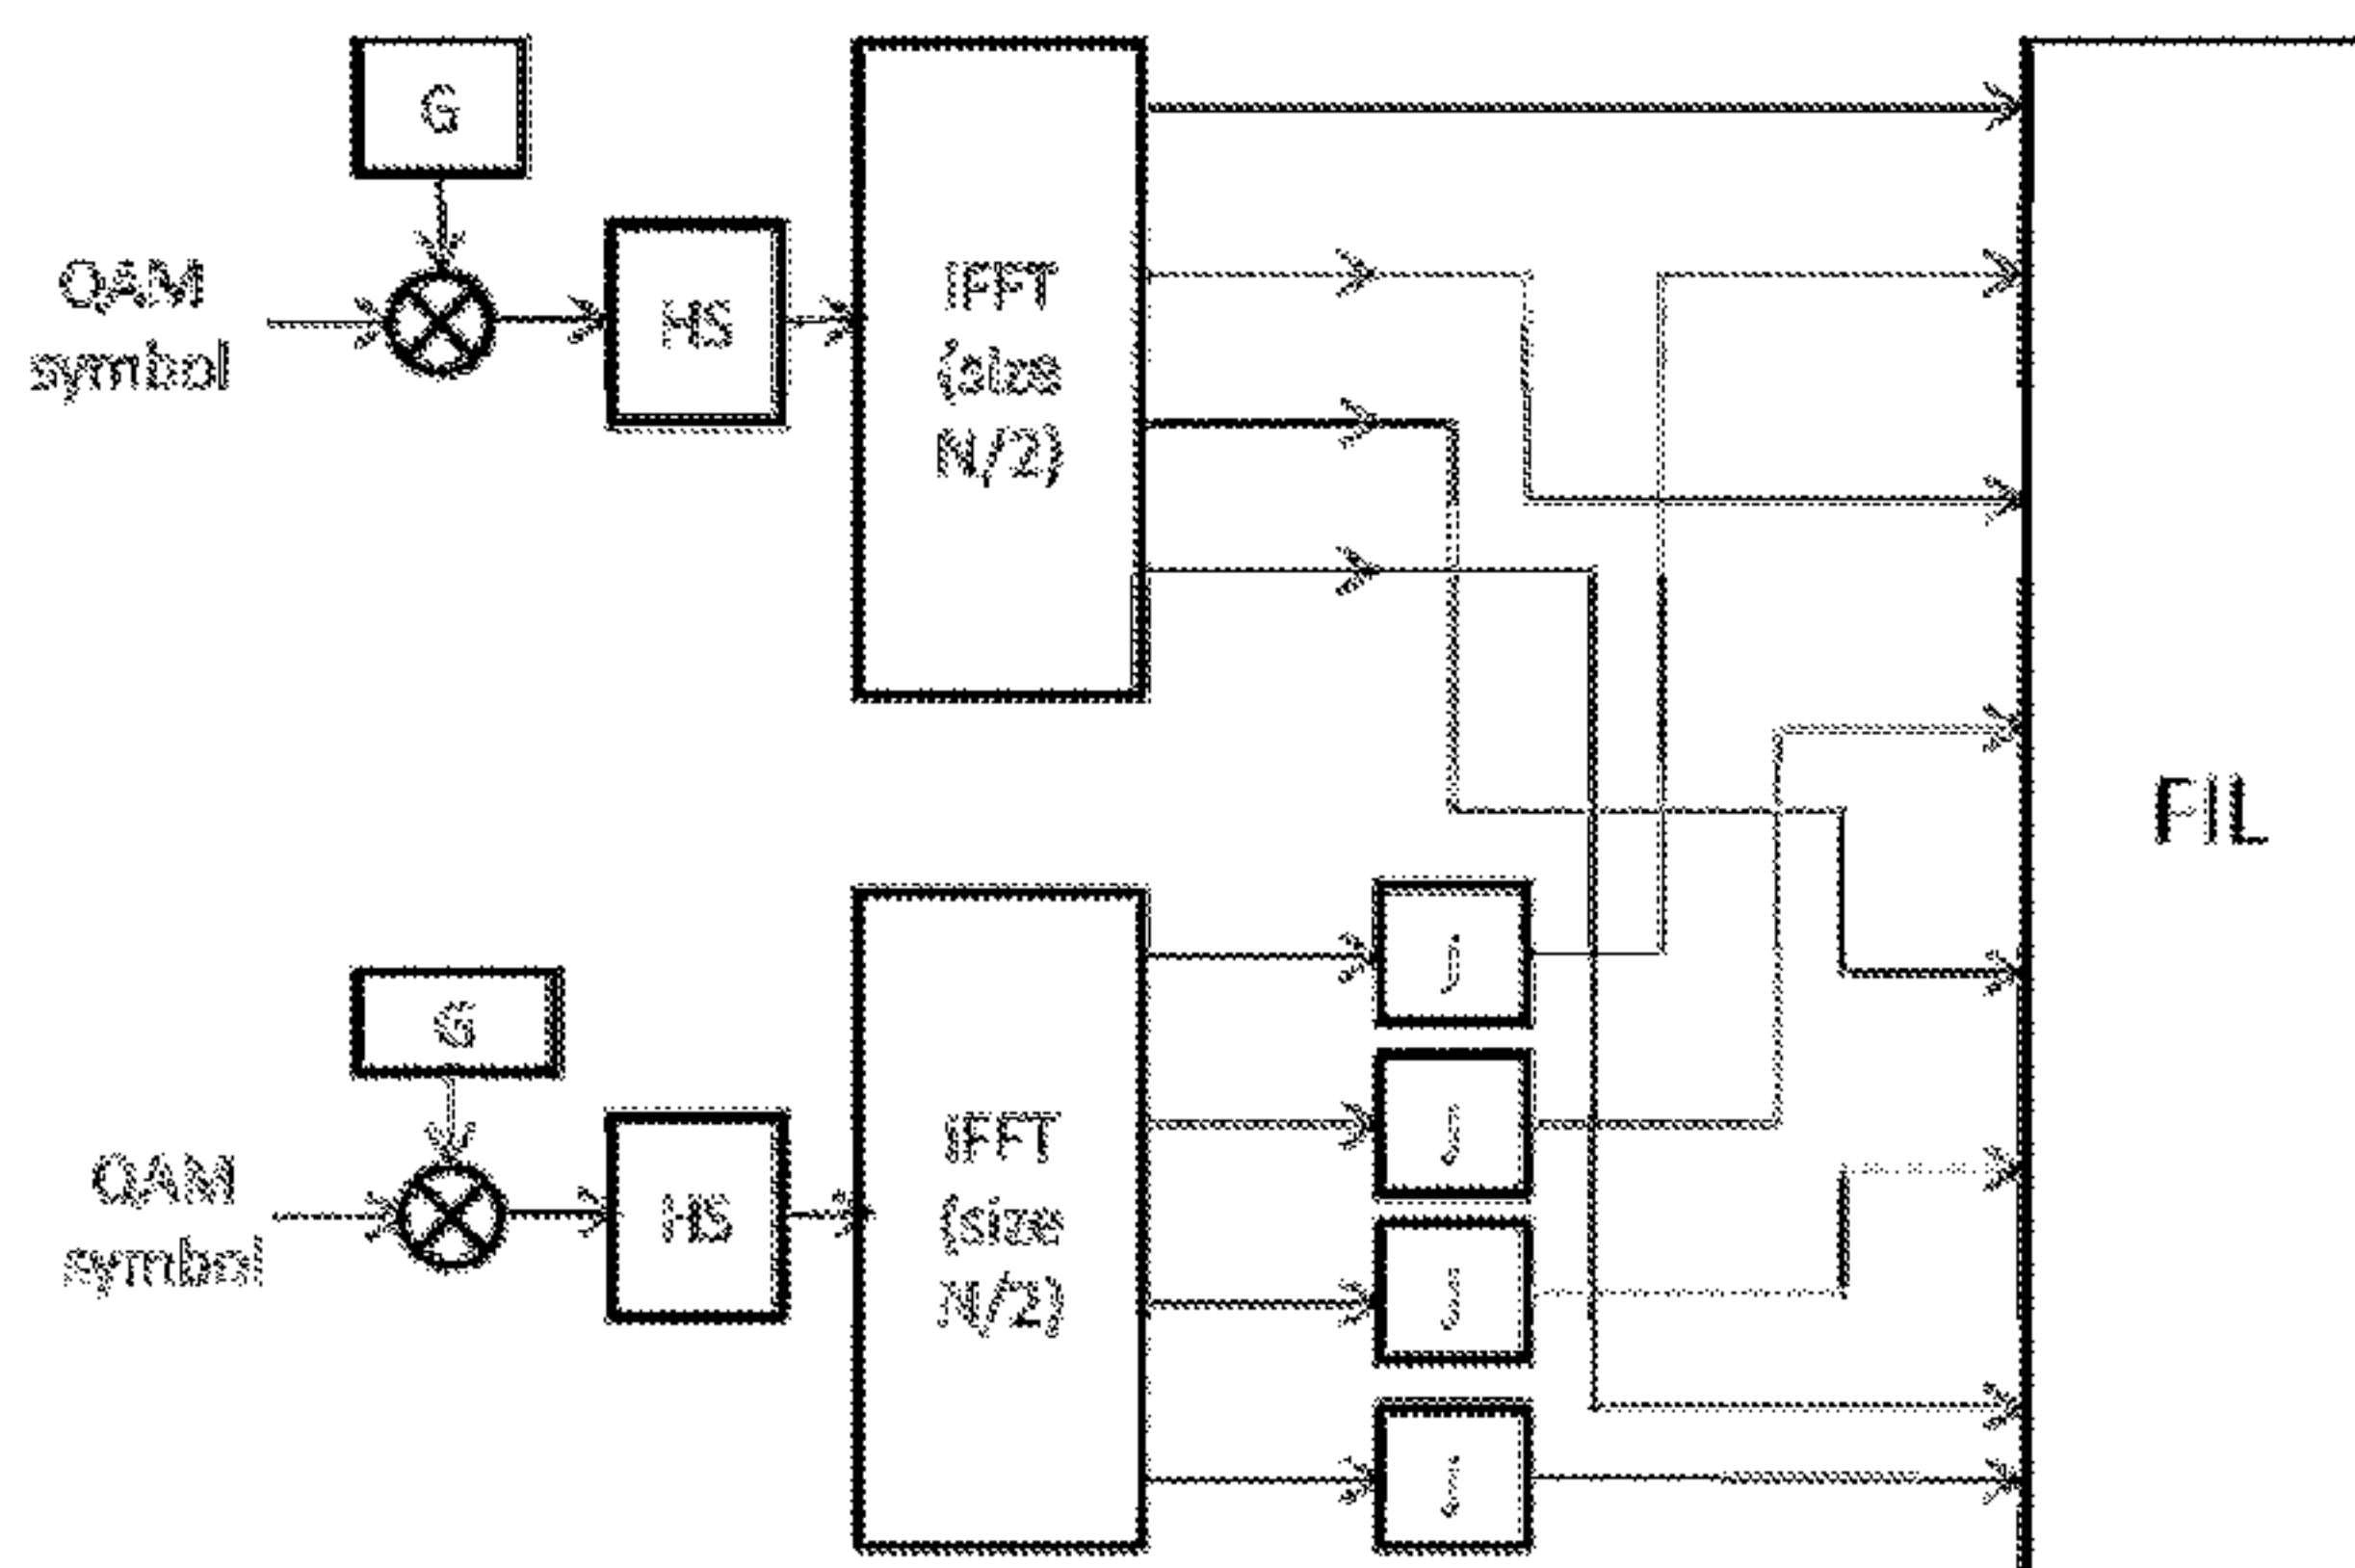 G
QAM
symbol
HS
IFFT
(size
N/2)
FIL
G
QAM
symbol
HS
IFFT
(size
N/2)
j
j
j
j